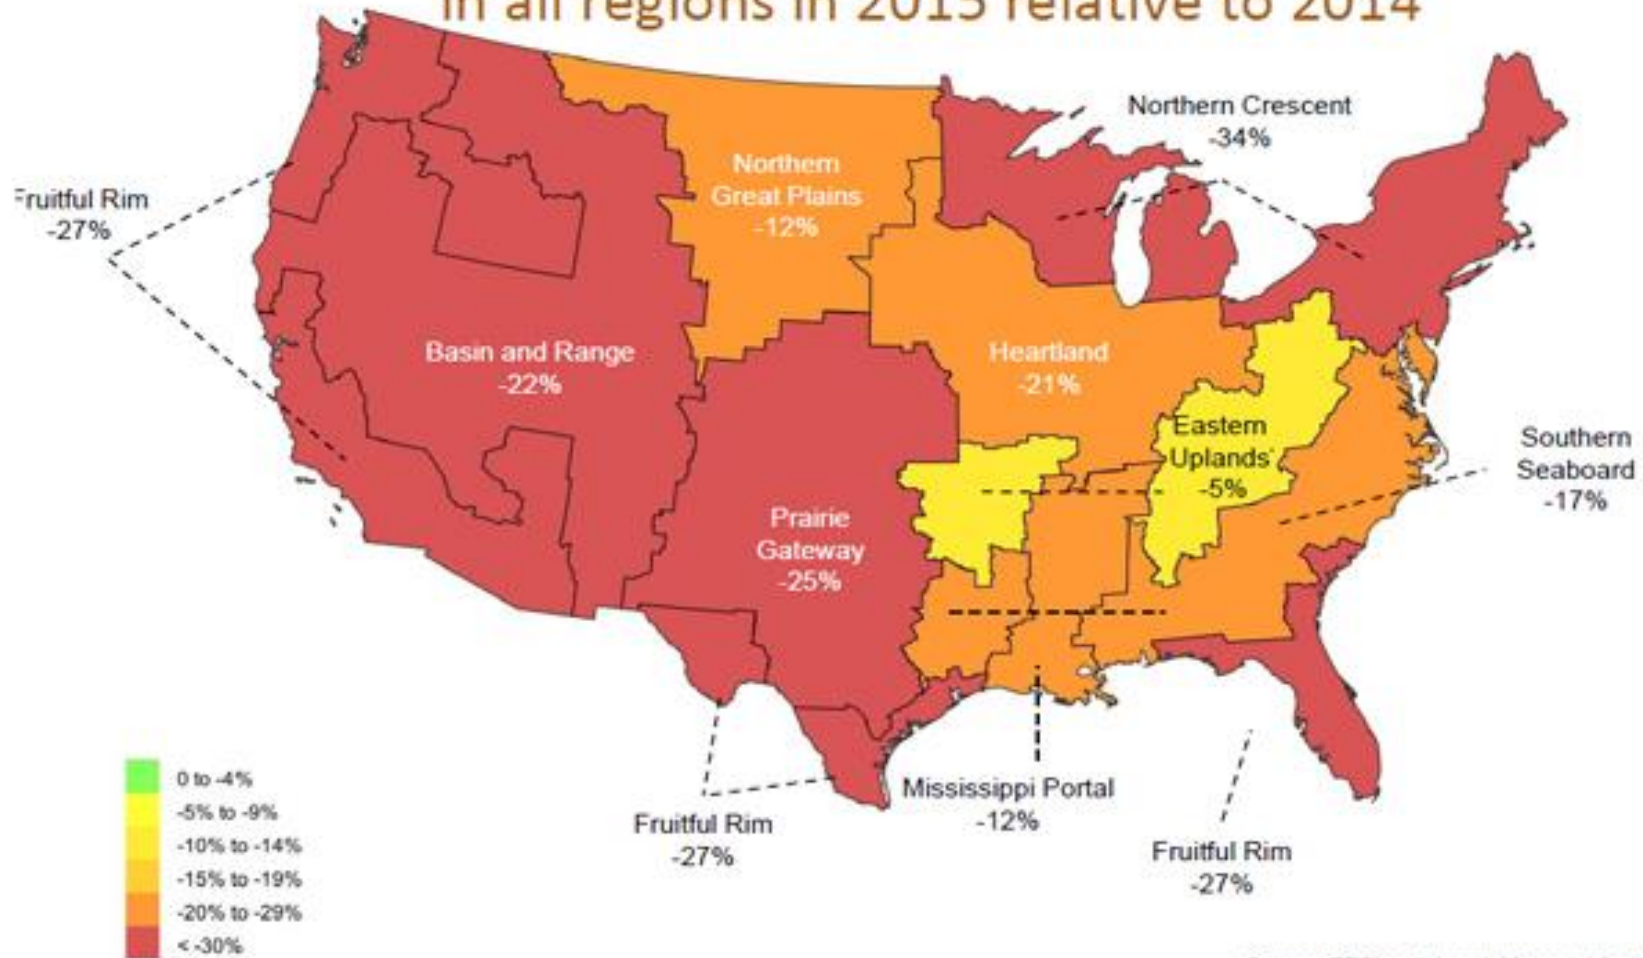 in all regions in 2015 relative to 2014
Northern Crescent
-34%
Northern
Great Plains
-12%
Fruitful Rim
-27%
Basin and Range
-22%
Heartland
-21%
Eastern
Uplands'
-5%
Southern
Seaboard
-17%
Prairie
Gateway
-25%
Mississippi Portal
-12%
Fruitful Rim
-27%
Fruitful Rim
-27%
0 to -4%
-5% to -9%
-10% to -14%
-15% to -19%
-20% to -29%
< -30%